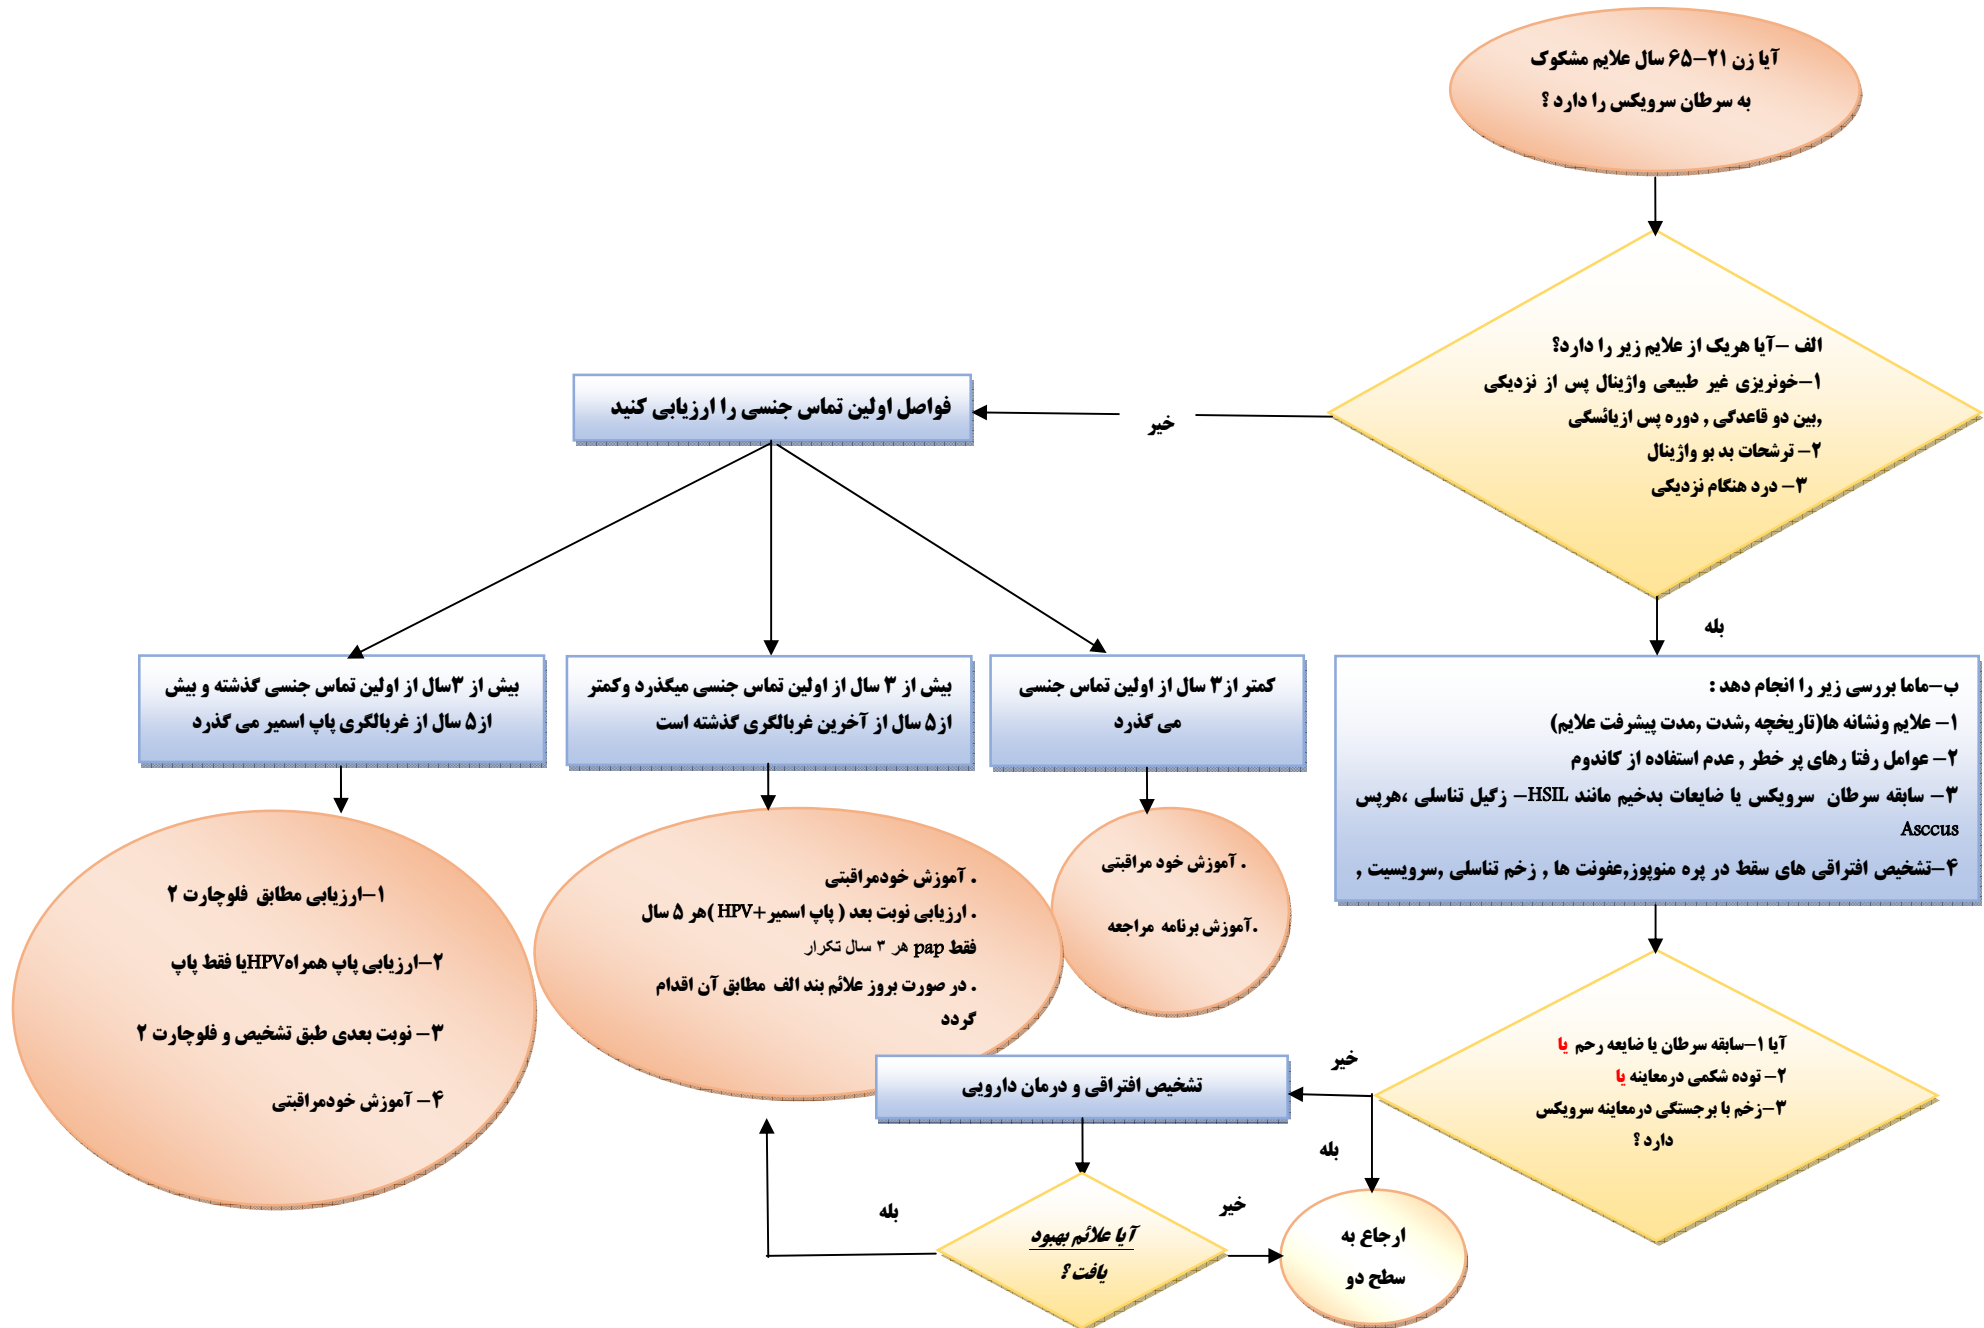 آیا زن ۲۱-۶۵ سال علایم مشکوک
به سرطان سرویکس را دارد ؟
الف -آیا هریک از علایم زیر را دارد؟
۱-خونریزی غیر طبیعی واژینال پس از نزدیکی
,بین دو قاعدگی , دوره پس ازیائسگی
۲- ترشحات بد بو واژینال
۳- درد هنگام نزدیکی
خیر
فواصل اولین تماس جنسی را ارزیابی کنید
بله
ب-ماما بررسی زیر را انجام دهد :
۱- علایم ونشانه ها(تاریخچه ,شدت ,مدت پیشرفت علایم)
۲- عوامل رفتا رهای پر خطر , عدم استفاده از کاندوم
۳- سابقه سرطان سرویکس یا ضایعات بدخیم مانند HSIL- زگیل تناسلی ،هرپس
Asccus
۴-تشخیص افتراقی های سقط در پره منوپوز,عفونت ها , زخم تناسلی ,سرویسیت ,
کمتر از۳ سال از اولین تماس جنسی
می گذرد
بیش از ۳ سال از اولین تماس جنسی میگذرد وکمتر
از۵ سال از آخرین غربالگری گذشته است
بیش از ۳سال از اولین تماس جنسی گذشته و بیش
از۵ سال از غربالگری پاپ اسمیر می گذرد
. آموزش خود مراقبتی
.آموزش برنامه مراجعه
. آموزش خودمراقبتی
. ارزیابی نوبت بعد ( پاپ اسمیر+HPV )هر ۵ سال
فقط pap هر ۳ سال تکرار
. در صورت بروز علائم بند الف مطابق آن اقدام
گردد
۱-ارزیابی مطابق فلوچارت ۲
۲-ارزیابی پاپ همراهHPVیا فقط پاپ
۳- نوبت بعدی طبق تشخیص و فلوچارت ۲
۴- آموزش خودمراقبتی
آیا ۱-سابقه سرطان یا ضایعه رحم یا
۲- توده شکمی درمعاینه یا
۳-زخم با برجستگی درمعاینه سرویکس
دارد ؟
خیر
بله
تشخیص افتراقی و درمان دارویی
آیا علائم بهبود
یافت ؟
بله
خیر
ارجاع به
سطح دو